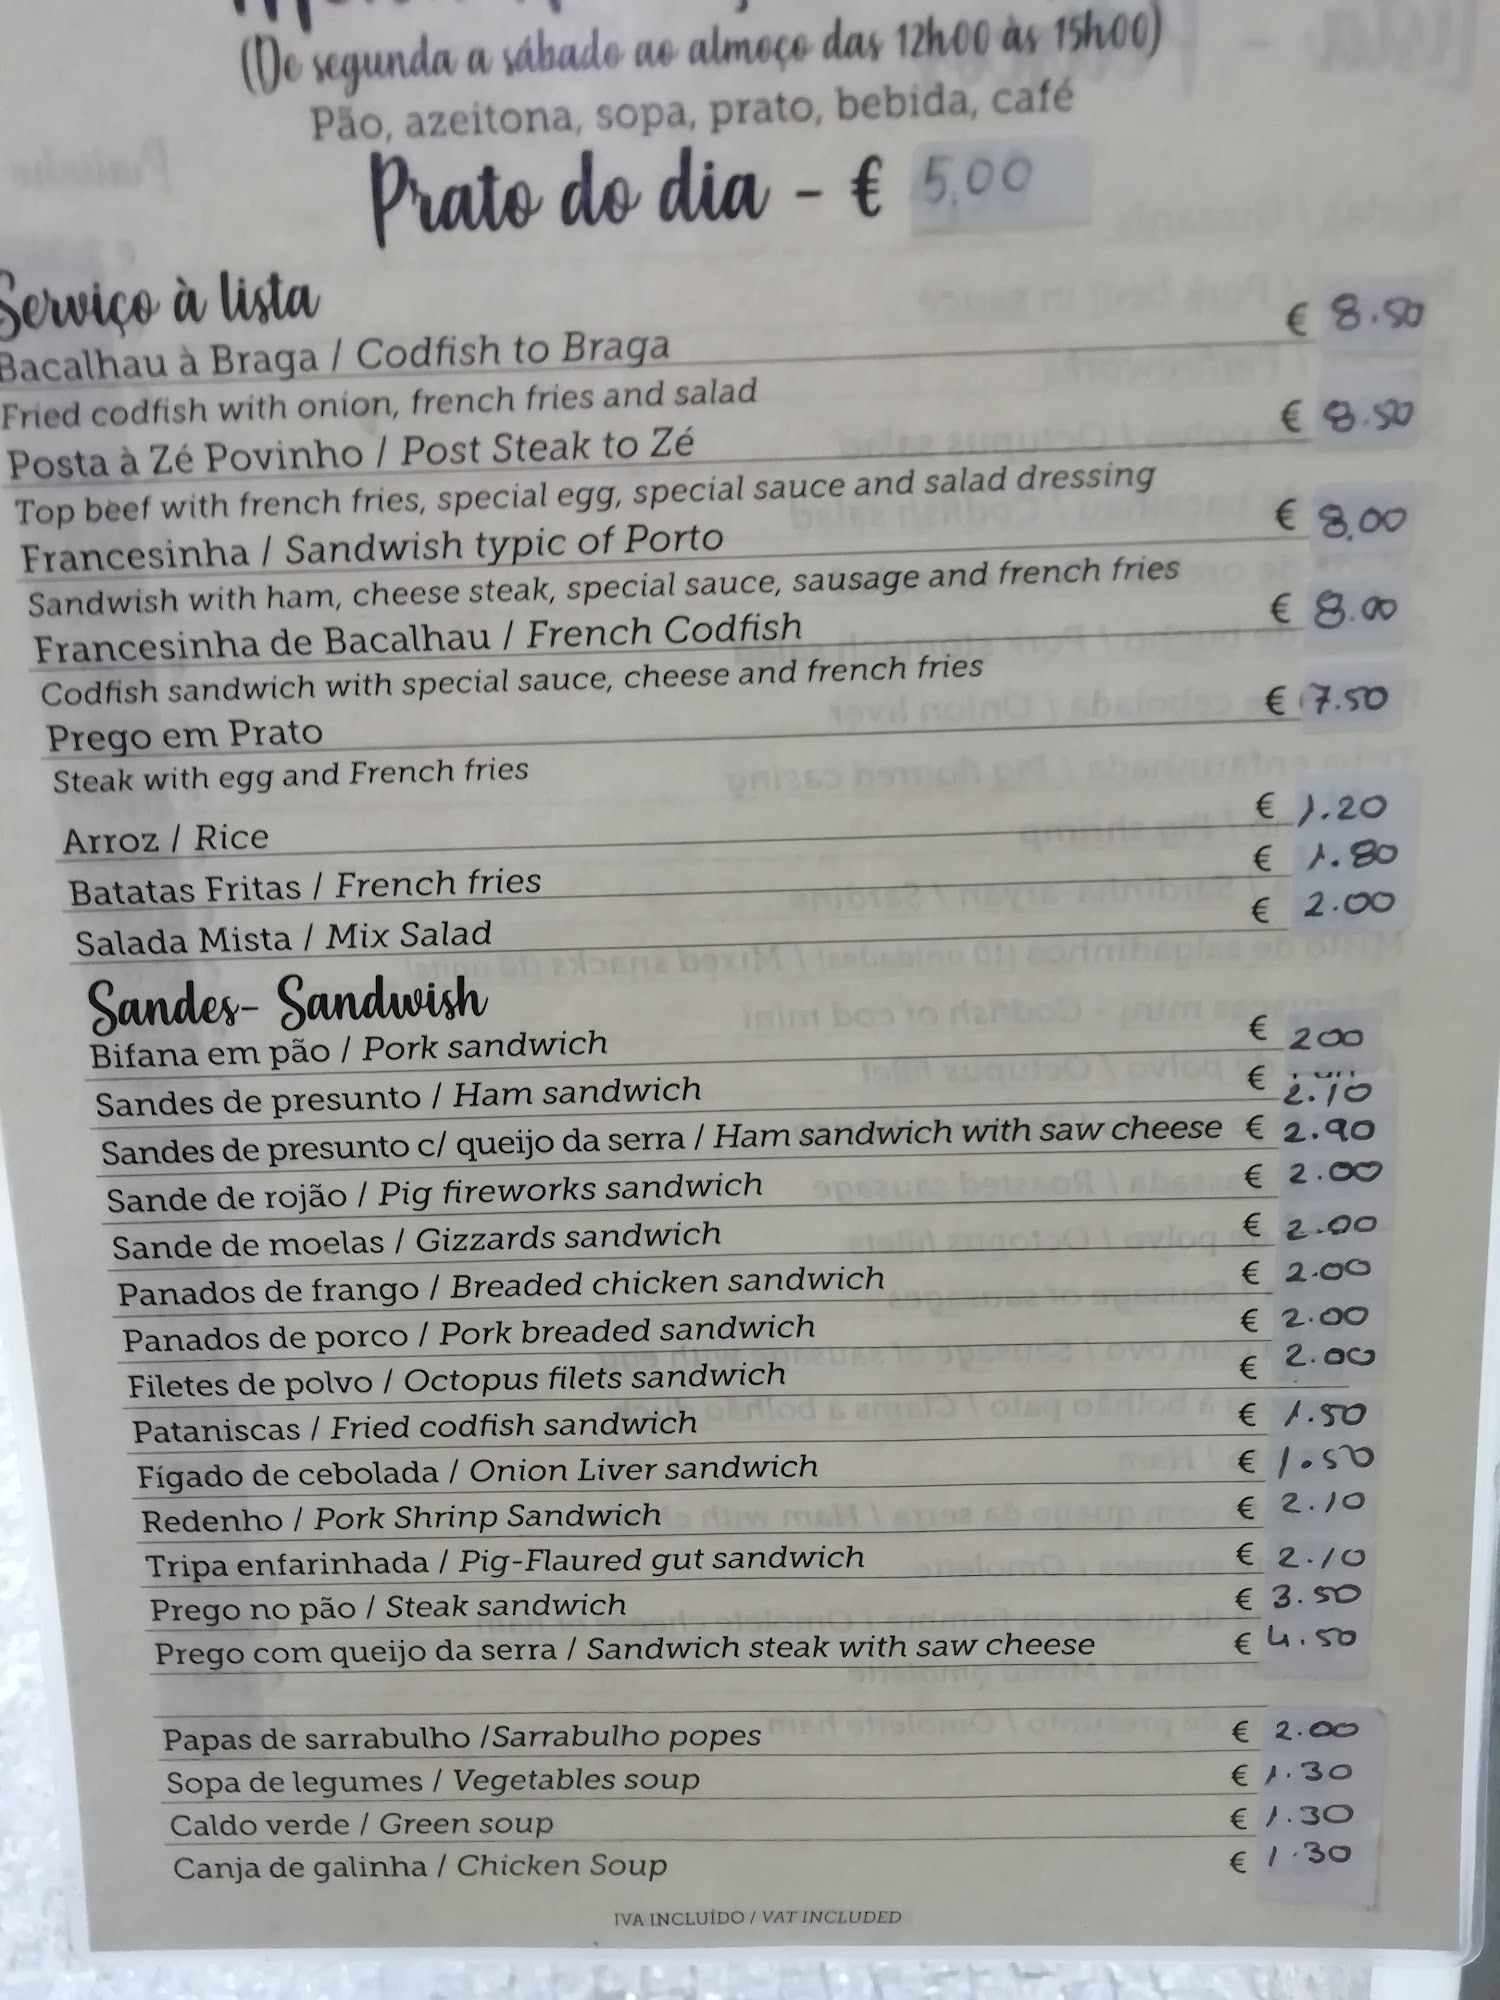 (De segunda a sábado ao almoço das 12h00 às 15h00)
Pão, azeitona, sopa, prato, bebida, café
Prato do dia - € 5,00
Serviço à lista
Bacalhau à Braga / Codfish to Braga € 8.50
Fried codfish with onion, french fries and salad
Posta à Zé Povinho / Post Steak to Zé € 8.50
Top beef with french fries, special egg, special sauce and salad dressing
Francesinha / Sandwish typic of Porto € 8,00
Sandwish with ham, cheese steak, special sauce, sausage and french fries
Francesinha de Bacalhau / French Codfish € 8.00
Codfish sandwich with special sauce, cheese and french fries
Prego em Prato € 7.50
Steak with egg and French fries
Arroz / Rice € 1.20
Batatas Fritas / French fries € 1.80
Salada Mista / Mix Salad € 2.00
Sandes- Sandwish
Bifana em pão / Pork sandwich € 200
Sandes de presunto / Ham sandwich € 2.10
Sandes de presunto c/ queijo da serra / Ham sandwich with saw cheese € 2.90
Sande de rojão / Pig fireworks sandwich € 2.00
Sande de moelas / Gizzards sandwich € 2.00
Panados de frango / Breaded chicken sandwich € 2.00
Panados de porco / Pork breaded sandwich € 2.00
Filetes de polvo / Octopus filets sandwich € 2.00
Pataniscas / Fried codfish sandwich € 1.50
Fígado de cebolada / Onion Liver sandwich € 1.50
Redenho / Pork Shrinp Sandwich € 2.10
Tripa enfarinhada / Pig-Flaured gut sandwich € 2.10
Prego no pão / Steak sandwich € 3.50
Prego com queijo da serra / Sandwich steak with saw cheese € 4.50
Papas de sarrabulho /Sarrabulho popes € 2.00
Sopa de legumes / Vegetables soup € 1.30
Caldo verde / Green soup € 1.30
Canja de galinha / Chicken Soup € 1.30
IVA INCLUÍDO / VAT INCLUDED